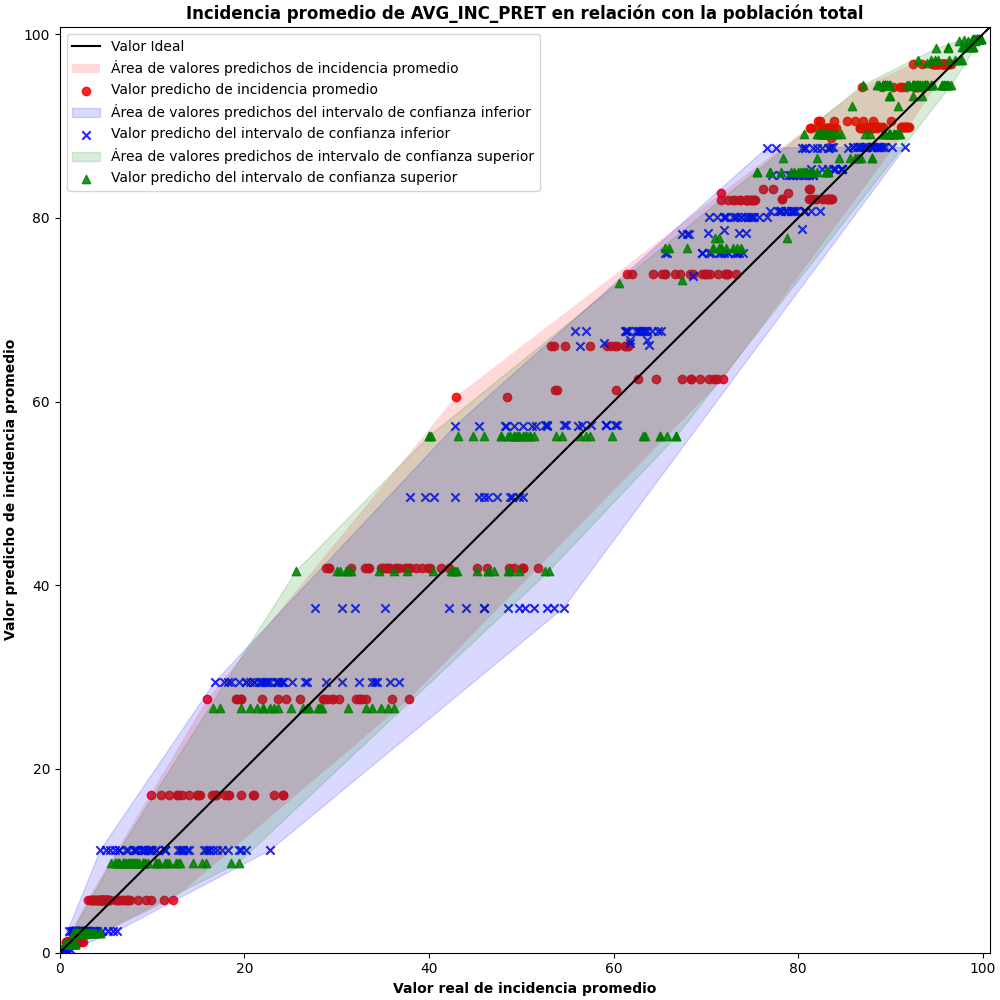 Incidencia promedio de AVG_INC_PRET en relación con la población total
Valor Ideal
Área de valores predichos de incidencia promedio
Valor predicho de incidencia promedio
Área de valores predichos del intervalo de confianza inferior
Valor predicho del intervalo de confianza inferior
Área de valores predichos de intervalo de confianza superior
Valor predicho del intervalo de confianza superior
Valor predicho de incidencia promedio
100
80
60
40
20
0
0 20 40 60 80 100
Valor real de incidencia promedio